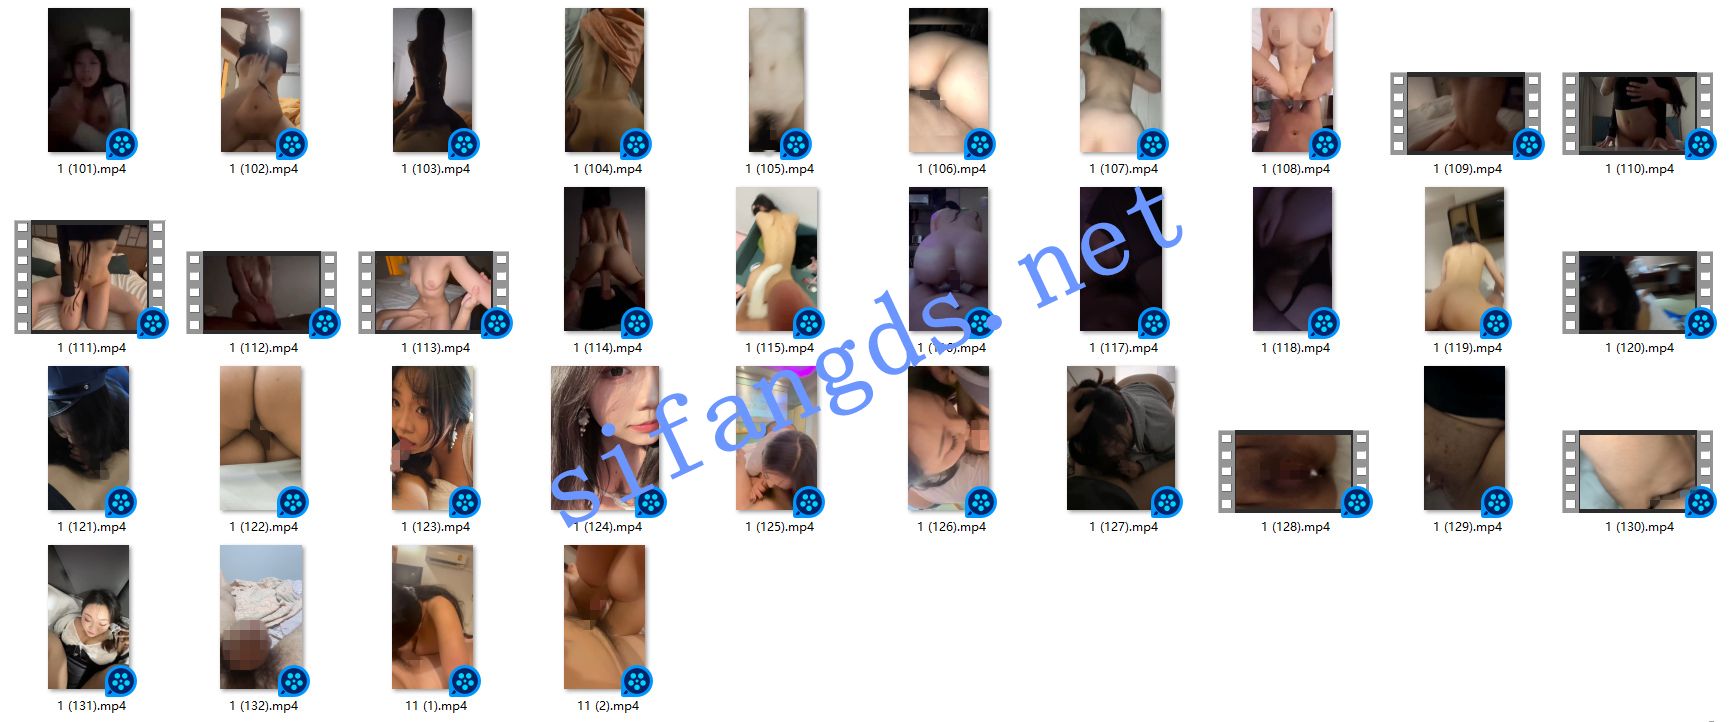 1 (101).mp4
1 (102).mp4
1 (103).mp4
1 (104).mp4
1 (105).mp4
1 (106).mp4
1 (107).mp4
1 (108).mp4
1 (109).mp4
1 (110).mp4
1 (111).mp4
1 (112).mp4
1 (113).mp4
1 (114).mp4
1 (115).mp4
1 (116).mp4
1 (117).mp4
1 (118).mp4
1 (119).mp4
1 (120).mp4
sifangds.net
1 (121).mp4
1 (122).mp4
1 (123).mp4
1 (124).mp4
1 (125).mp4
1 (126).mp4
1 (127).mp4
1 (128).mp4
1 (129).mp4
1 (130).mp4
1 (131).mp4
1 (132).mp4
11 (1).mp4
11 (2).mp4